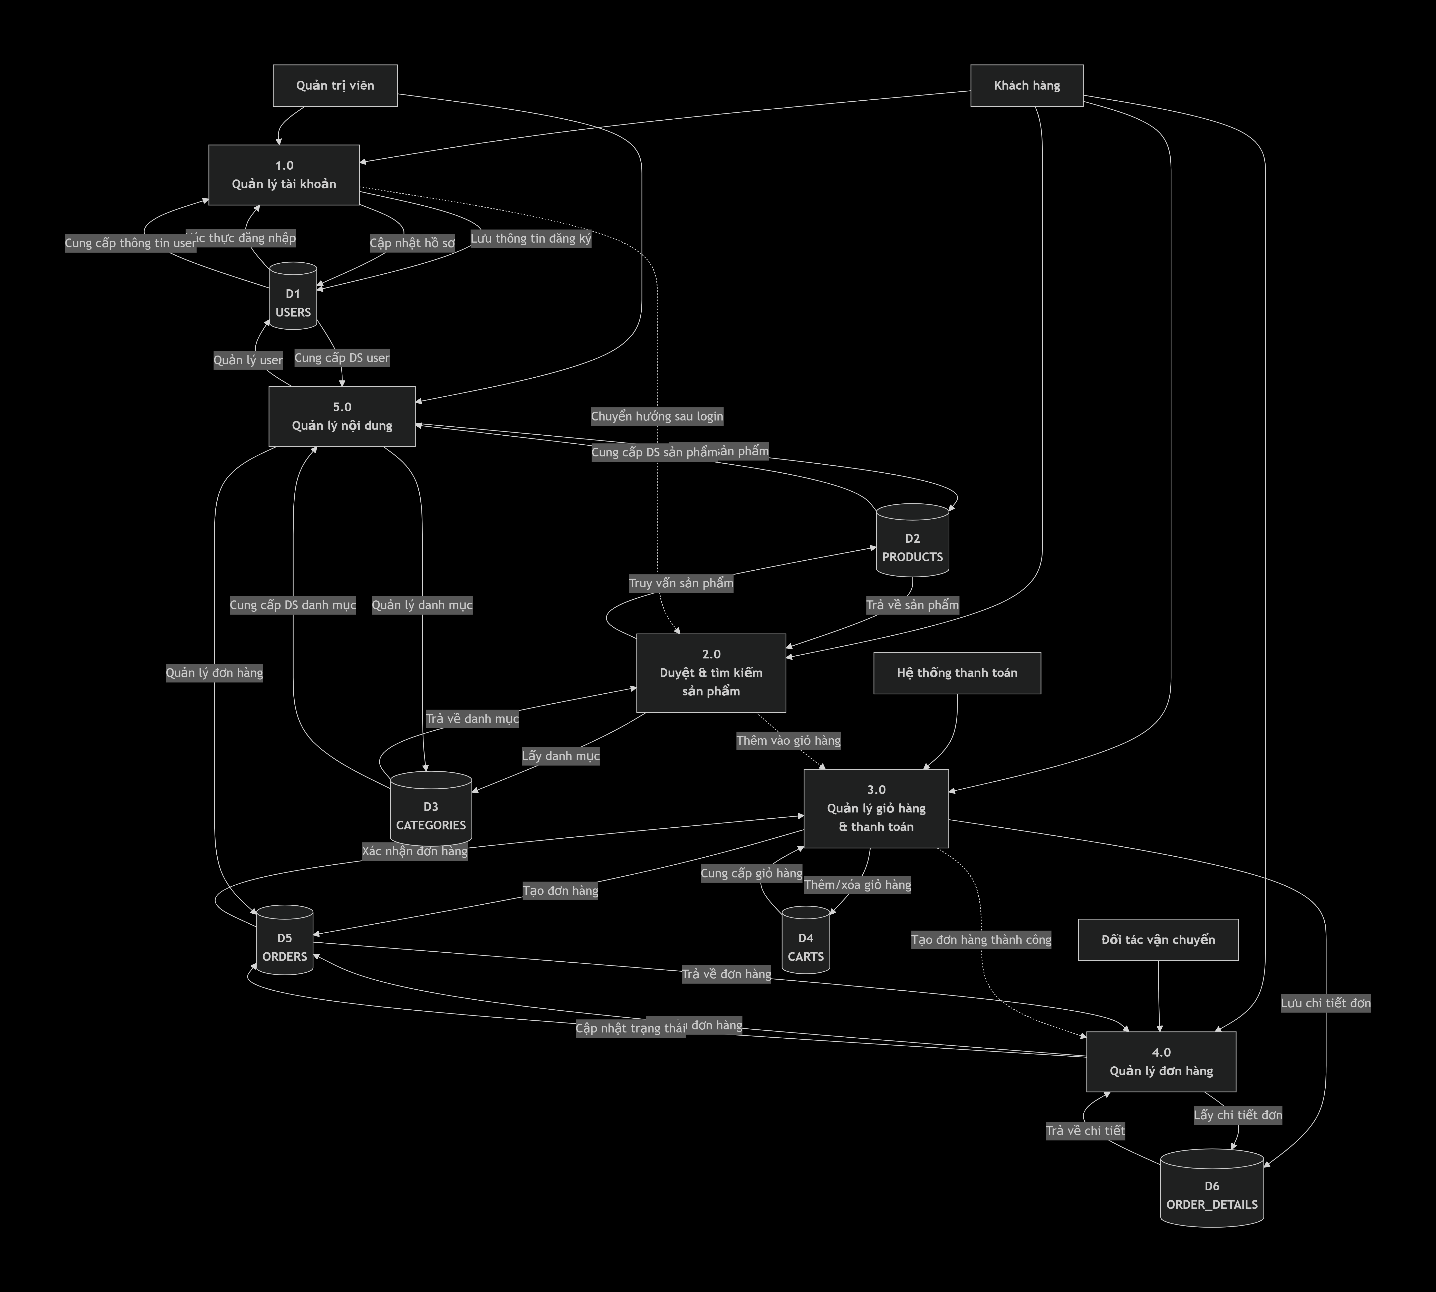 Quản trị viên
Khách hàng
1.0
Quản lý tài khoản
Cung cấp thông tin user
thực đăng nhập
Cập nhật hồ sơ
Lưu thông tin đăng ký
D1
USERS
Quản lý user
Cung cấp DS user
5.0
Quản lý nội dung
Chuyển hướng sau login
Cung cấp DS sản phẩm
sản phẩm
D2
PRODUCTS
Truy vấn sản phẩm
Trả về sản phẩm
Cung cấp DS danh mục
Quản lý danh mục
2.0
Duyệt & tìm kiếm
sản phẩm
Hệ thống thanh toán
Quản lý đơn hàng
Trả về danh mục
Lấy danh mục
Thêm vào giỏ hàng
3.0
Quản lý giỏ hàng
& thanh toán
D3
CATEGORIES
Xác nhận đơn hàng
Tạo đơn hàng
Cung cấp giỏ hàng
Thêm/xóa giỏ hàng
D5
ORDERS
D4
CARTS
Tạo đơn hàng thành công
Đối tác vận chuyển
Trả về đơn hàng
Lưu chi tiết đơn
Cập nhật trạng thái
đơn hàng
4.0
Quản lý đơn hàng
Trả về chi tiết
Lấy chi tiết đơn
D6
ORDER_DETAILS